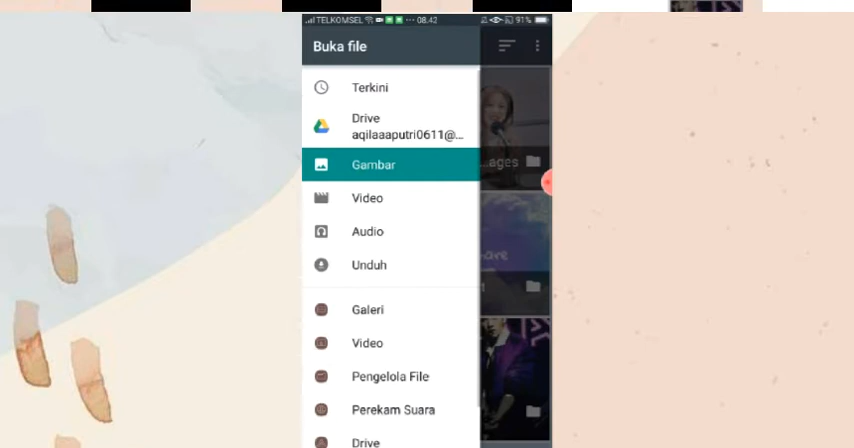 TELKOMSEL ··· 08.42 91%
Buka file
Terkini
Drive
aqilaaaputri0611@...
Gambar
...ages
Video
Audio
Unduh
Galeri
Video
Pengelola File
Perekam Suara
Drive